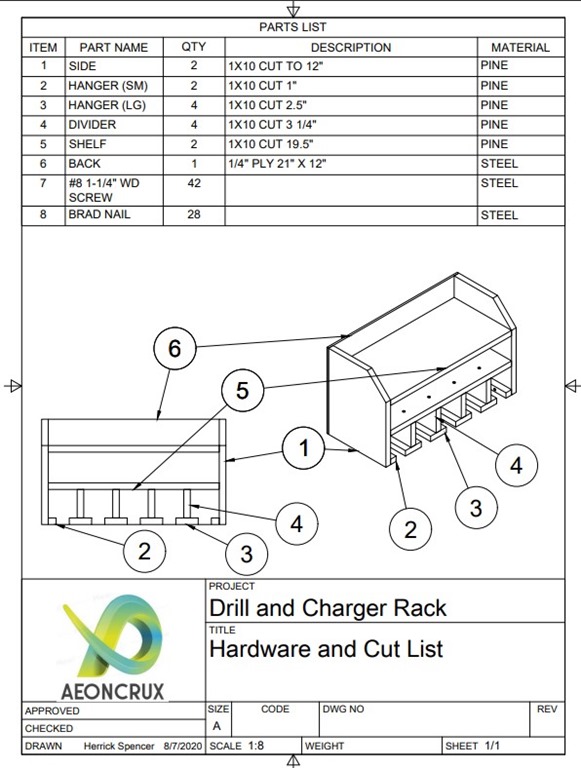 PARTS LIST
ITEM PART NAME QTY DESCRIPTION MATERIAL
1 SIDE 2 1X10 CUT TO 12" PINE
2 HANGER (SM) 2 1X10 CUT 1" PINE
3 HANGER (LG) 4 1X10 CUT 2.5" PINE
4 DIVIDER 4 1X10 CUT 3 1/4" PINE
5 SHELF 2 1X10 CUT 19.5" PINE
6 BACK 1 1/4" PLY 21" X 12" STEEL
7 #8 1-1/4" WD 42 STEEL
SCREW
8 BRAD NAIL 28 STEEL
6
5
1
4
3
2
4
2
3
PROJECT
Drill and Charger Rack
TITLE
Hardware and Cut List
AEONCRUX
APPROVED
SIZE CODE DWG NO REV
A
CHECKED
DRAWN Herrick Spencer 8/7/2020 SCALE 1:8 WEIGHT SHEET 1/1